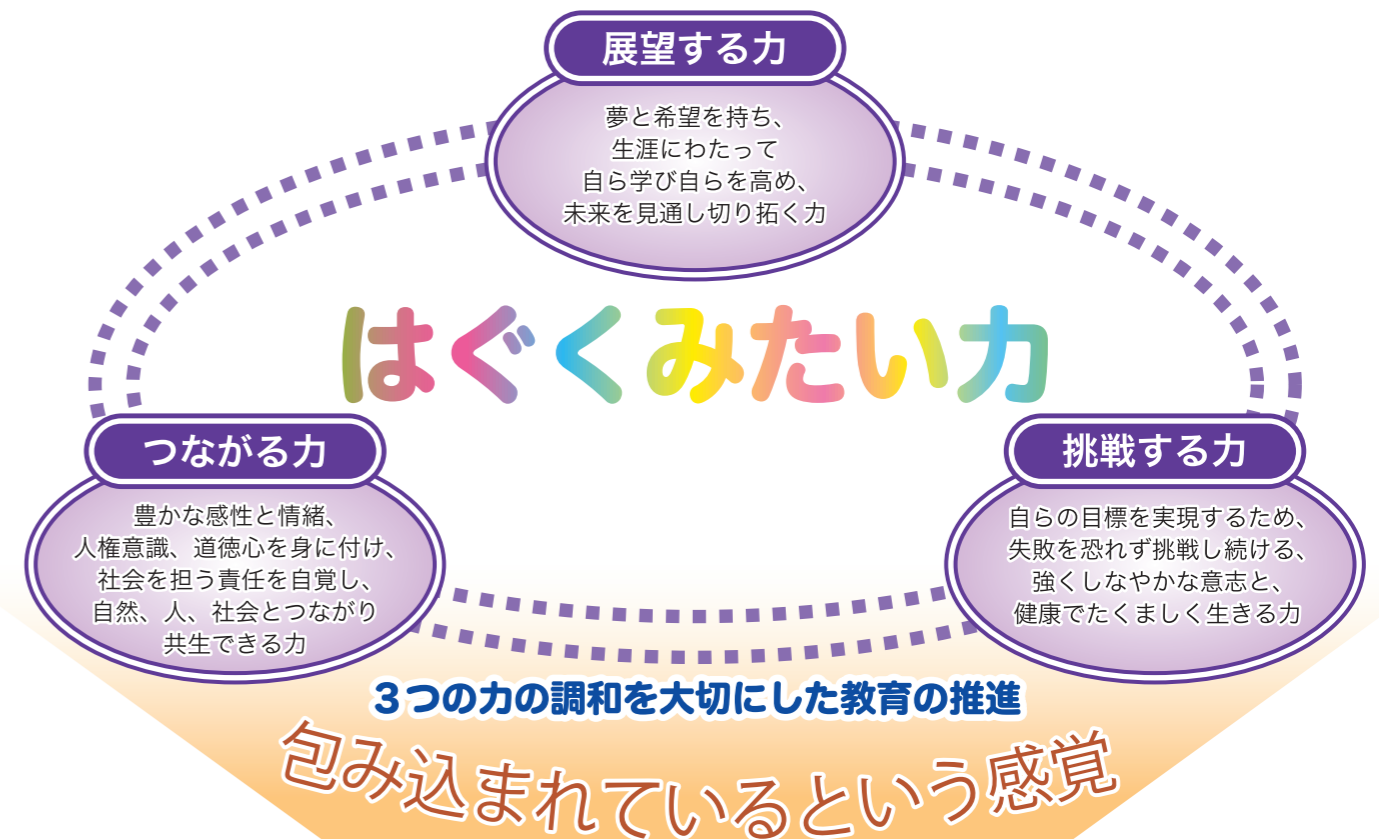 展望する力
夢と希望を持ち、
生涯にわたって
自ら学び自らを高め、
未来を見通し切り拓く力
はぐくみたい力
つながる力
豊かな感性と情緒、
人権意識、道徳心を身に付け、
社会を担う責任を自覚し、
自然、人、社会とつながり
共生できる力
挑戦する力
自らの目標を実現するため、
失敗を恐れず挑戦し続ける、
強くしなやかな意志と、
健康でたくましく生きる力
3つの力の調和を大切にした教育の推進
包み込まれているという感覚